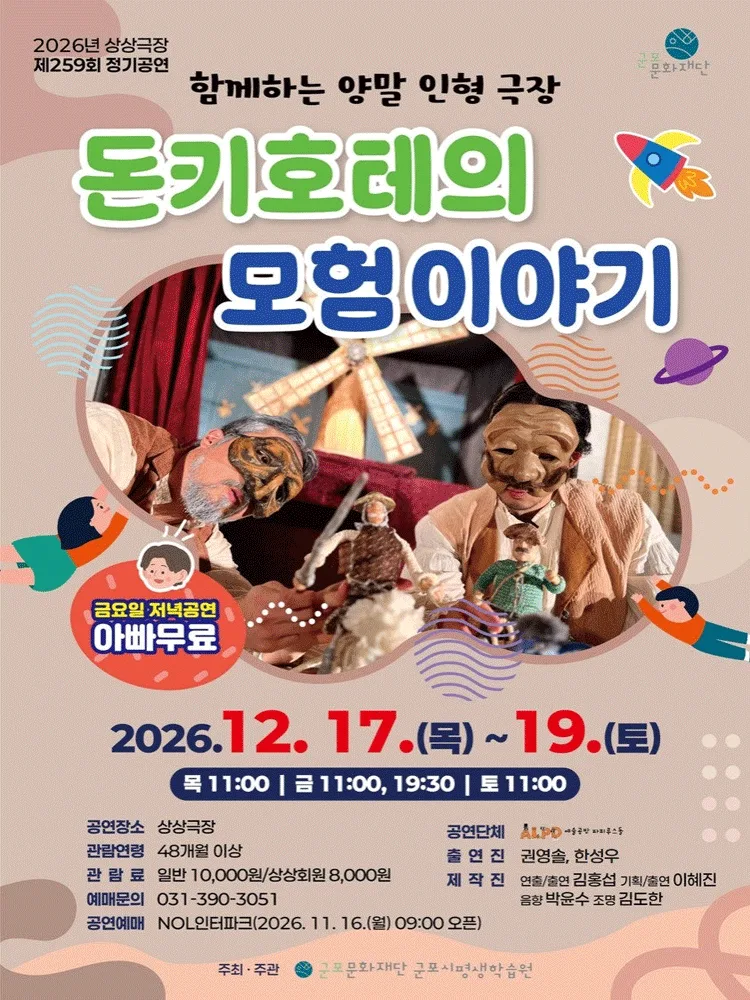 2026년 상상극장
제259회 정기공연
군포
문화재단
함께하는 양말 인형 극장
돈키호테의
모험 이야기
금요일 저녁공연
아빠무료
2026.12. 17.(목) ~ 19.(토)
목 11:00 | 금 11:00, 19:30 | 토 11:00
공연장소 상상극장
관람연령 48개월 이상
관 람 료 일반 10,000원/상상회원 8,000원
예매문의 031-390-3051
공연예매 NOL인터파크(2026. 11. 16.(월) 09:00 오픈)
공연단체 ALPD
출 연 진 권영솔, 한성우
제 작 진 연출/출연 김홍섭 기획/출연 이혜진
음향 박윤수 조명 김도한
주최 · 주관 군포문화재단 군포시평생학습원